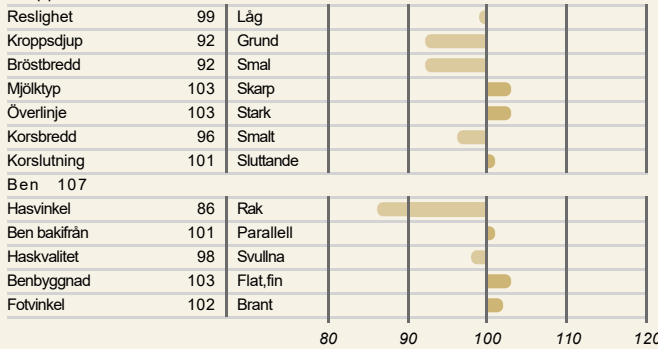 Reslighet 99 Låg
Kroppsdjup 92 Grund
Bröstbredd 92 Smal
Mjölktyp 103 Skarp
Överlinje 103 Stark
Korsbredd 96 Smalt
Korslutning 101 Sluttande
Ben 107
Hasvinkel 86 Rak
Ben bakifrån 101 Parallell
Haskvalitet 98 Svullna
Benbyggnad 103 Flat,fin
Fotvinkel 102 Brant
80 90 100 110 120